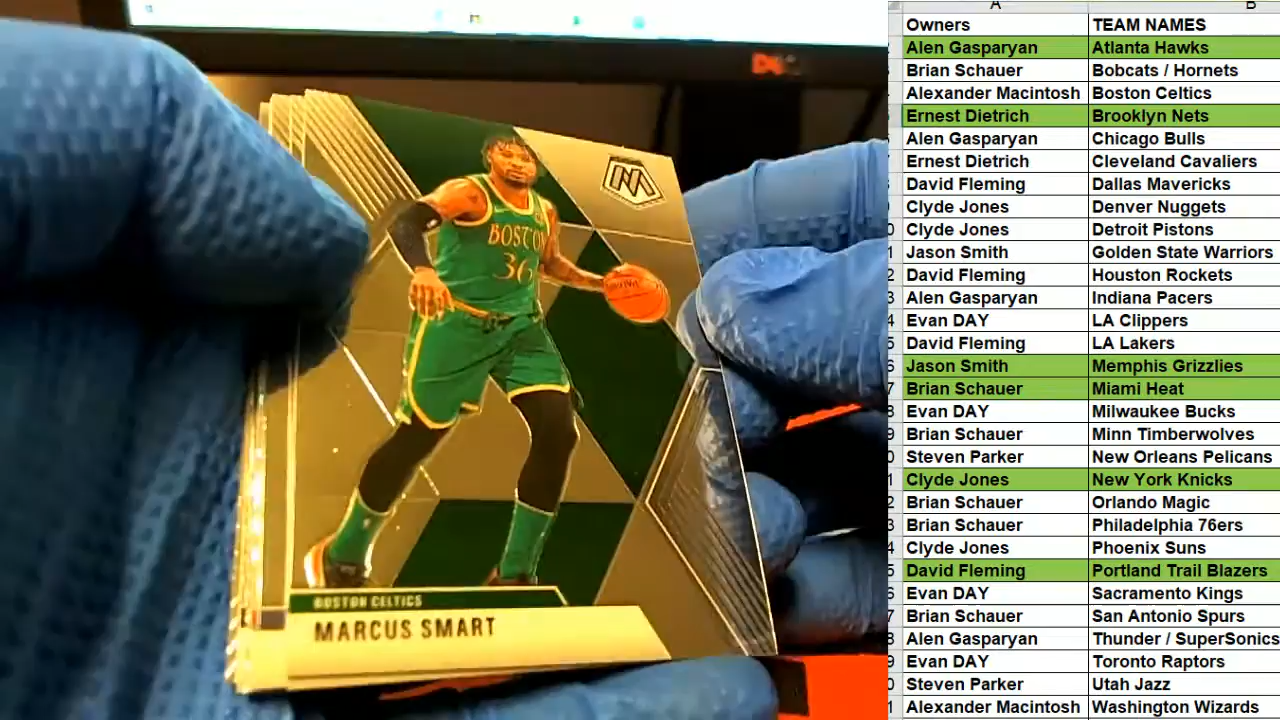 A B
Owners TEAM NAMES
Alen Gasparyan Atlanta Hawks
Brian Schauer Bobcats / Hornets
Alexander Macintosh Boston Celtics
Ernest Dietrich Brooklyn Nets
Alen Gasparyan Chicago Bulls
Ernest Dietrich Cleveland Cavaliers
David Fleming Dallas Mavericks
Clyde Jones Denver Nuggets
Clyde Jones Detroit Pistons
Jason Smith Golden State Warriors
David Fleming Houston Rockets
Alen Gasparyan Indiana Pacers
Evan DAY LA Clippers
David Fleming LA Lakers
Jason Smith Memphis Grizzlies
Brian Schauer Miami Heat
Evan DAY Milwaukee Bucks
Brian Schauer Minn Timberwolves
Steven Parker New Orleans Pelicans
Clyde Jones New York Knicks
Brian Schauer Orlando Magic
Brian Schauer Philadelphia 76ers
Clyde Jones Phoenix Suns
David Fleming Portland Trail Blazers
Evan DAY Sacramento Kings
Brian Schauer San Antonio Spurs
Alen Gasparyan Thunder / SuperSonics
Evan DAY Toronto Raptors
Steven Parker Utah Jazz
Alexander Macintosh Washington Wizards
M
BOSTON
36
BOSTON CELTICS
MARCUS SMART